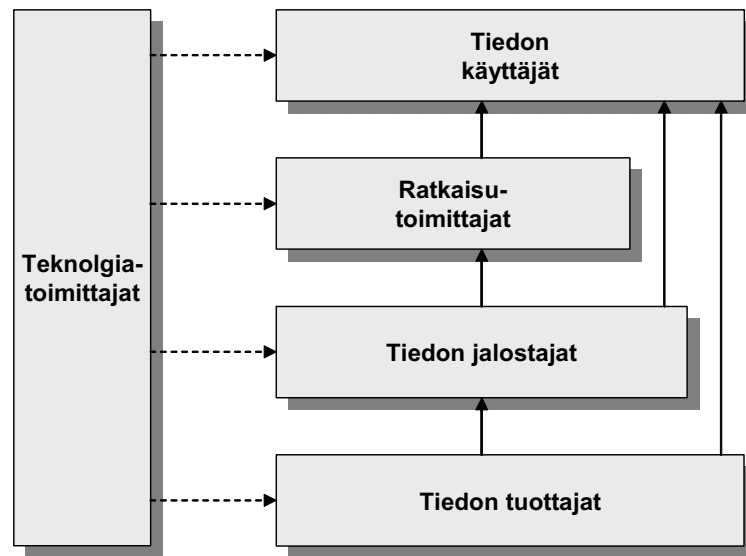 Tiedon
käyttäjät
Ratkaisu-
toimittajat
Teknolgia-
toimittajat
Tiedon jalostajat
Tiedon tuottajat